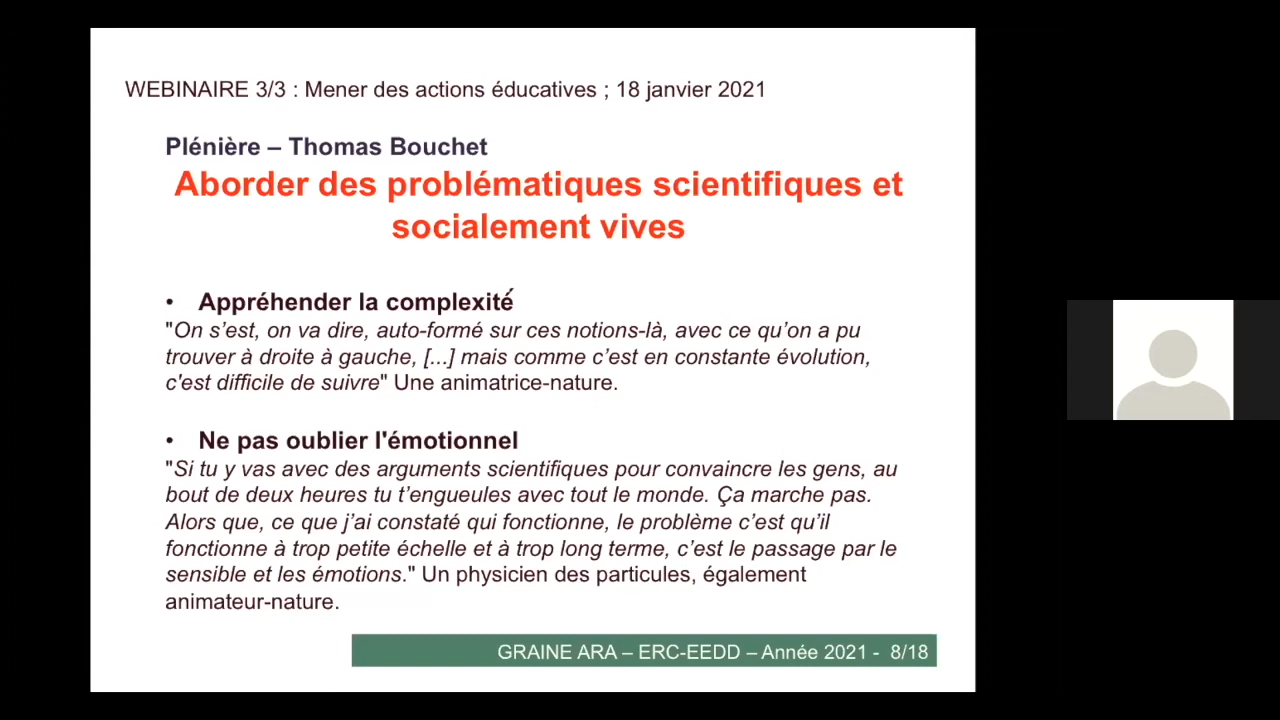 WEBINAIRE 3/3 : Mener des actions éducatives ; 18 janvier 2021
Plénière – Thomas Bouchet
Aborder des problématiques scientifiques et
socialement vives
• Appréhender la complexité
"On s’est, on va dire, auto-formé sur ces notions-là, avec ce qu’on a pu
trouver à droite à gauche, [...] mais comme c’est en constante évolution,
c'est difficile de suivre" Une animatrice-nature.
• Ne pas oublier l'émotionnel
"Si tu y vas avec des arguments scientifiques pour convaincre les gens, au
bout de deux heures tu t’engueules avec tout le monde. Ça marche pas.
Alors que, ce que j’ai constaté qui fonctionne, le problème c’est qu’il
fonctionne à trop petite échelle et à trop long terme, c’est le passage par le
sensible et les émotions." Un physicien des particules, également
animateur-nature.
GRAINE ARA – ERC-EEDD – Année 2021 - 8/18